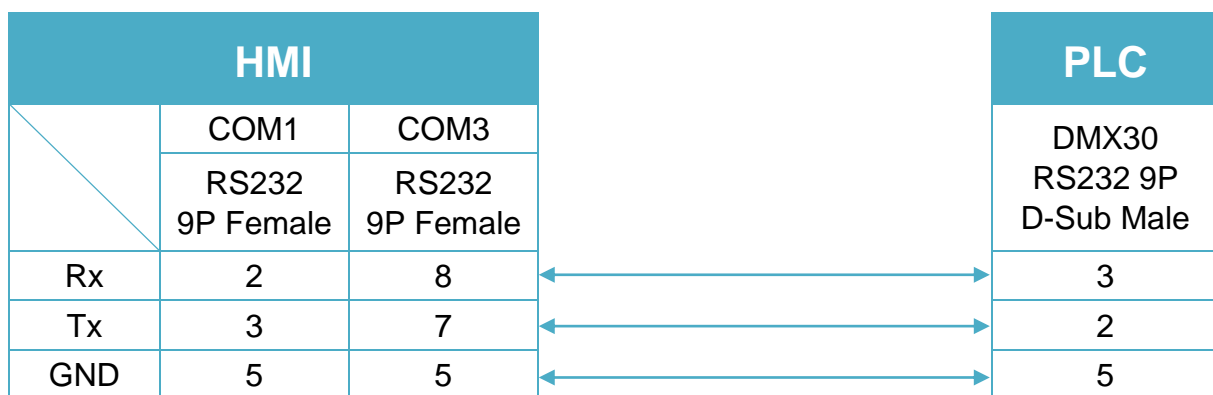 HMI
PLC
COM1 COM3
DMX30
RS232 9P
D-Sub Male
RS232 RS232
9P Female 9P Female
Rx 2 8 3
Tx 3 7 2
GND 5 5 5